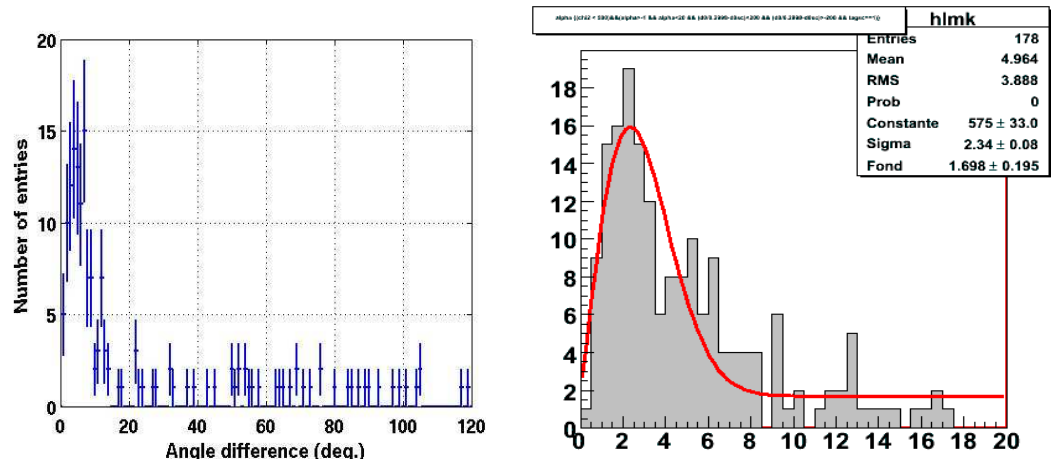 20
15
10
5
0
0 20 40 60 80 100 120
Number of entries
Angle difference (deg.)
hlmk
Entries 178
Mean 4.964
RMS 3.888
Prob 0
Constante 575 ± 33.0
Sigma 2.34 ± 0.08
Fond 1.698 ± 0.195
18
16
14
12
10
8
6
4
2
0
0 2 4 6 8 10 12 14 16 18 20